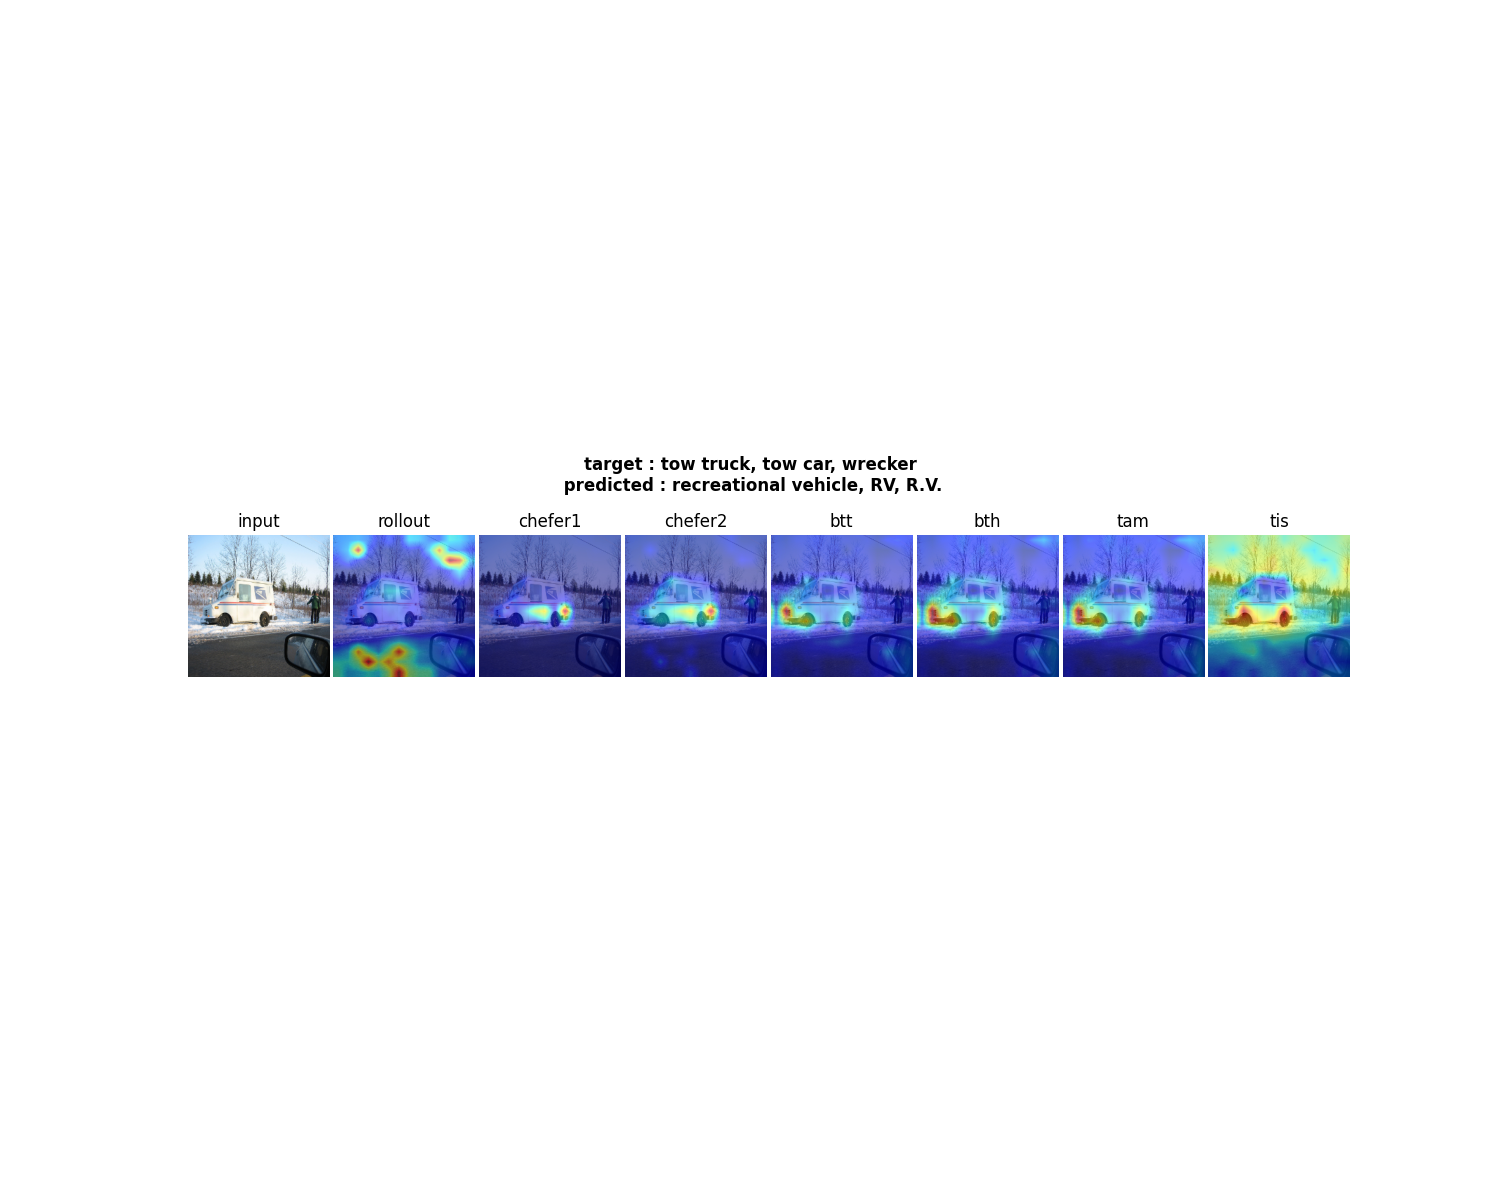 target : tow truck, tow car, wrecker
predicted : recreational vehicle, RV, R.V.
input
rollout
chefer1
chefer2
btt
bth
tam
tis